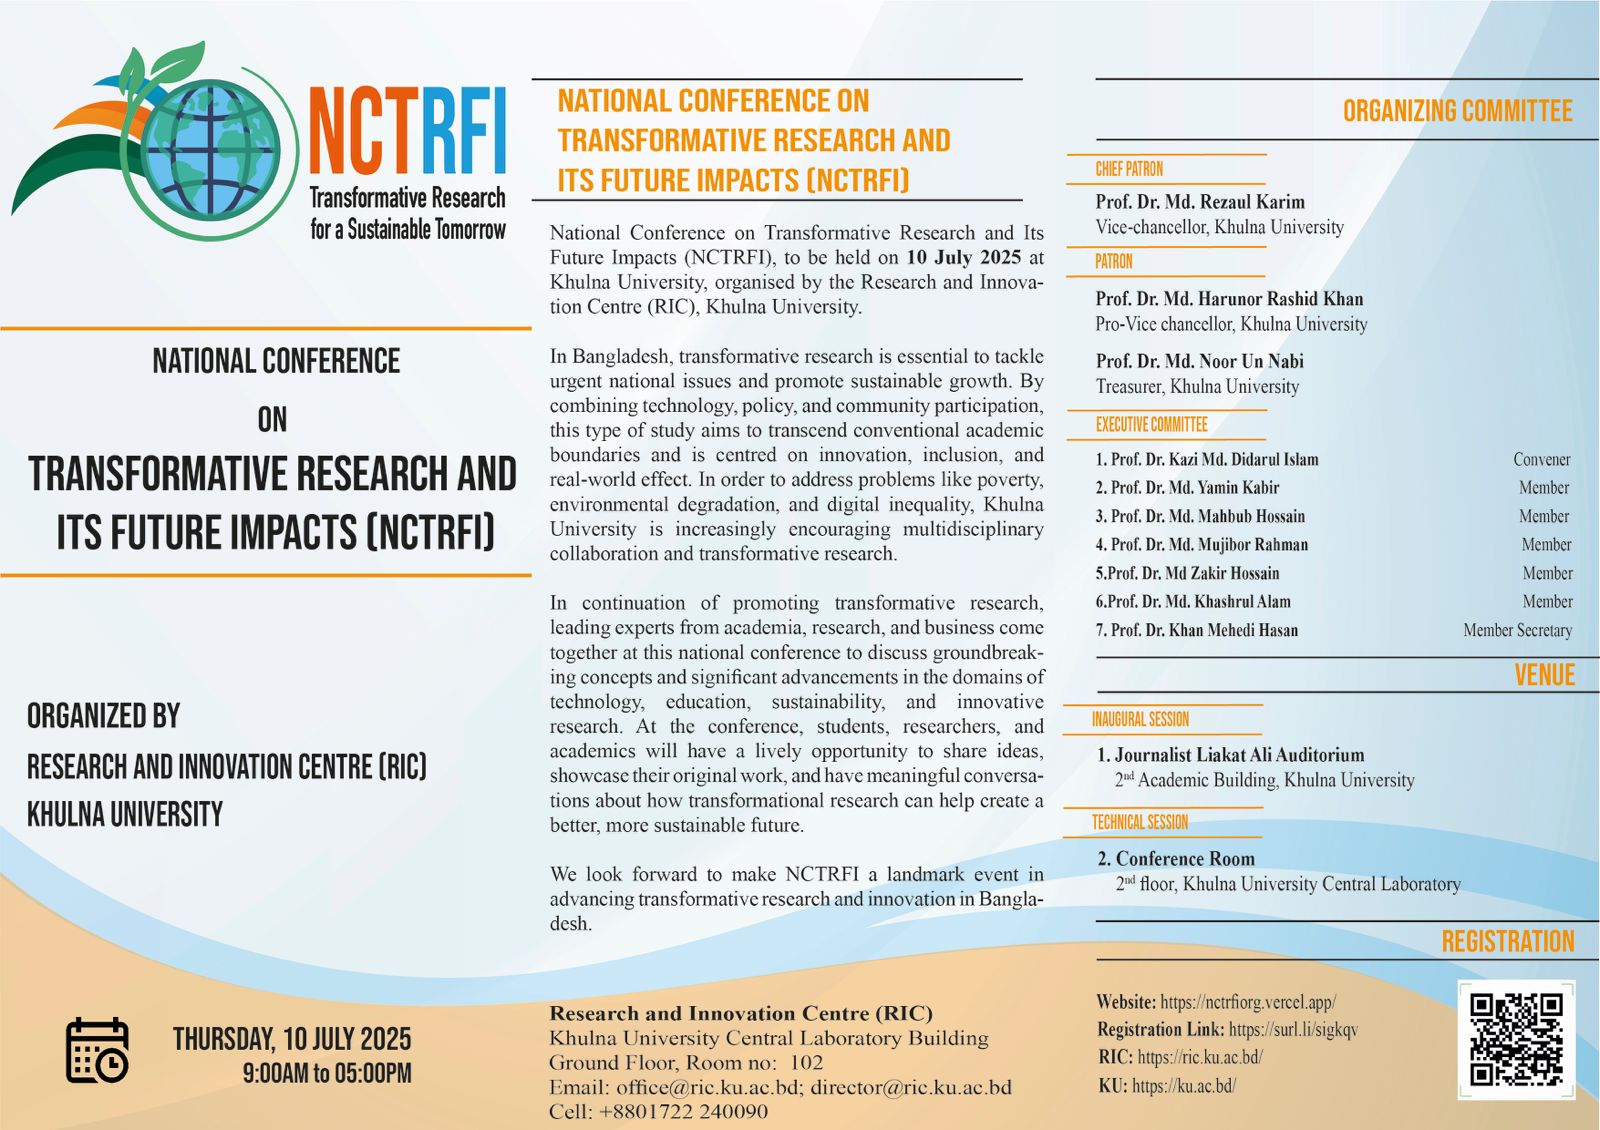 NCTRFI
Transformative Research
for a Sustainable Tomorrow
NATIONAL CONFERENCE
ON
TRANSFORMATIVE RESEARCH AND
ITS FUTURE IMPACTS (NCTRFI)
ORGANIZED BY
RESEARCH AND INNOVATION CENTRE (RIC)
KHULNA UNIVERSITY
THURSDAY, 10 JULY 2025
9:00AM to 05:00PM
NATIONAL CONFERENCE ON
TRANSFORMATIVE RESEARCH AND
ITS FUTURE IMPACTS (NCTRFI)
National Conference on Transformative Research and Its
Future Impacts (NCTRFI), to be held on 10 July 2025 at
Khulna University, organised by the Research and Innova-
tion Centre (RIC), Khulna University.
In Bangladesh, transformative research is essential to tackle
urgent national issues and promote sustainable growth. By
combining technology, policy, and community participation,
this type of study aims to transcend conventional academic
boundaries and is centred on innovation, inclusion, and
real-world effect. In order to address problems like poverty,
environmental degradation, and digital inequality, Khulna
University is increasingly encouraging multidisciplinary
collaboration and transformative research.
In continuation of promoting transformative research,
leading experts from academia, research, and business come
together at this national conference to discuss groundbreak-
ing concepts and significant advancements in the domains of
technology, education, sustainability, and innovative
research. At the conference, students, researchers, and
academics will have a lively opportunity to share ideas,
showcase their original work, and have meaningful conversa-
tions about how transformational research can help create a
better, more sustainable future.
We look forward to make NCTRFI a landmark event in
advancing transformative research and innovation in Bangla-
desh.
Research and Innovation Centre (RIC)
Khulna University Central Laboratory Building
Ground Floor, Room no: 102
Email: office@ric.ku.ac.bd; director@ric.ku.ac.bd
Cell: +8801722 240090
ORGANIZING COMMITTEE
CHIEF PATRON
Prof. Dr. Md. Rezaul Karim
Vice-chancellor, Khulna University
PATRON
Prof. Dr. Md. Harunor Rashid Khan
Pro-Vice chancellor, Khulna University
Prof. Dr. Md. Noor Un Nabi
Treasurer, Khulna University
EXECUTIVE COMMITTEE
1. Prof. Dr. Kazi Md. Didarul Islam Convener
2. Prof. Dr. Md. Yamin Kabir Member
3. Prof. Dr. Md. Mahbub Hossain Member
4. Prof. Dr. Md. Mujibor Rahman Member
5.Prof. Dr. Md Zakir Hossain Member
6.Prof. Dr. Md. Khashrul Alam Member
7. Prof. Dr. Khan Mehedi Hasan Member Secretary
VENUE
INAUGURAL SESSION
1. Journalist Liakat Ali Auditorium
2nd Academic Building, Khulna University
TECHNICAL SESSION
2. Conference Room
2nd floor, Khulna University Central Laboratory
REGISTRATION
Website: https://nctrfiorg.vercel.app/
Registration Link: https://surl.li/sigkqv
RIC: https://ric.ku.ac.bd/
KU: https://ku.ac.bd/